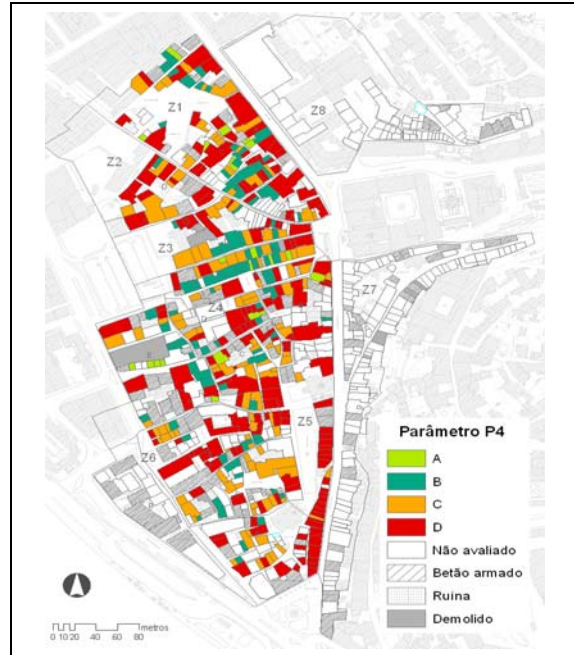 Z1
Z8
Z2
Z3
Z7
Z4
Z5
Z6
Parâmetro P4
A
B
C
D
Não avaliado
Betão armado
Ruina
Demolido
metros
0 10 20 40 60 80